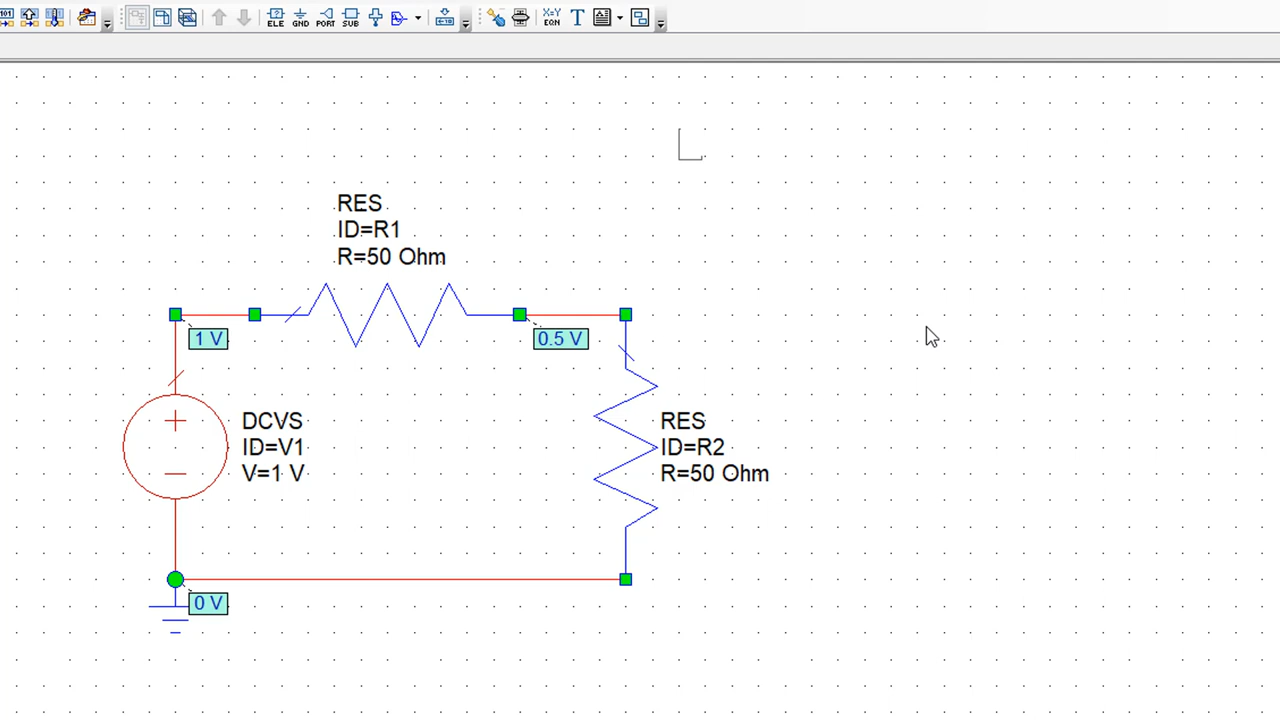 101
ELE GND PORT SUB X=Y EQN T
RES
ID=R1
R=50 Ohm
1 V
0.5 V
DCVS
ID=V1
V=1 V
RES
ID=R2
R=50 Ohm
0 V